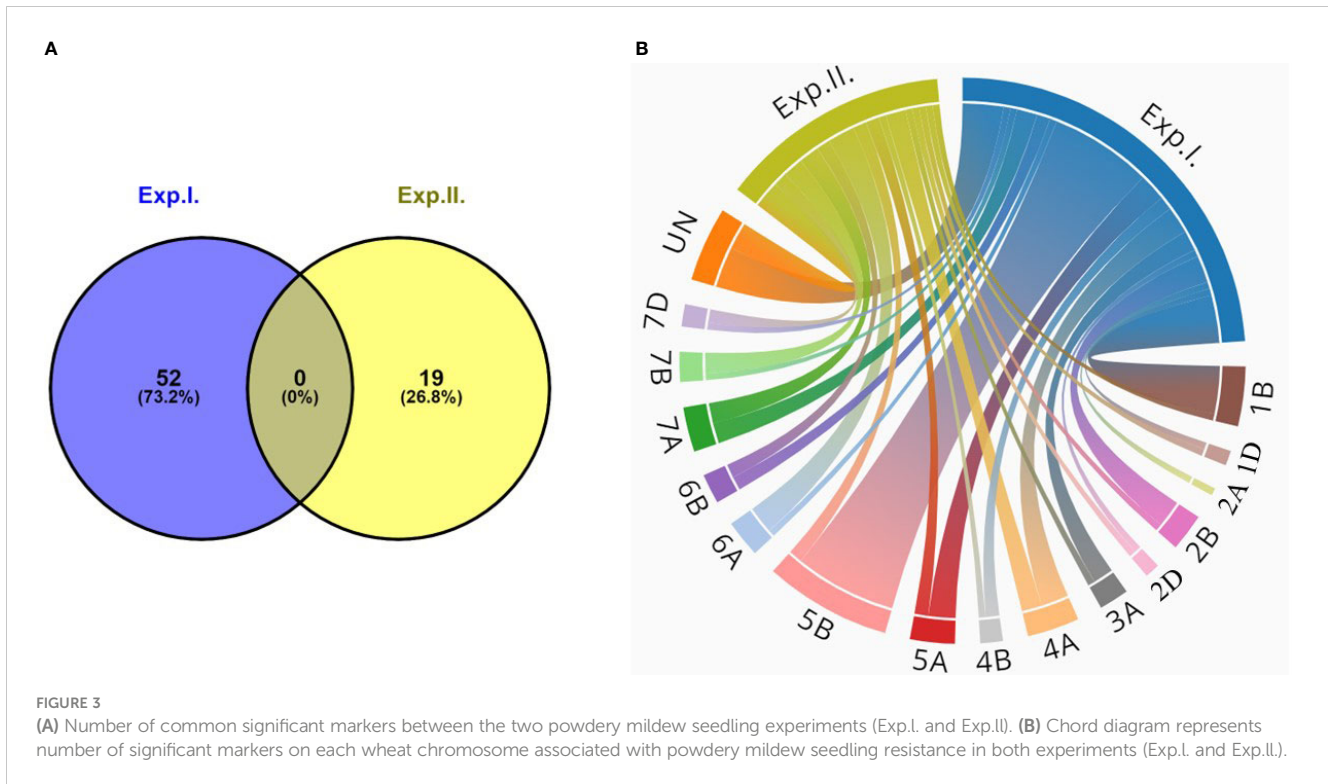 A
B
Exp.I.
Exp.II.
52
(73.2%)
0
(0%)
19
(26.8%)
Exp.II.
Exp.I.
UN
7D
7B
7A
6B
6A
5B
5A
4B
4A
3A
2D
2B
2A
1D
1B
FIGURE 3
(A) Number of common significant markers between the two powdery mildew seedling experiments (Exp.I. and Exp.II). (B) Chord diagram represents
number of significant markers on each wheat chromosome associated with powdery mildew seedling resistance in both experiments (Exp.I. and Exp.II.).